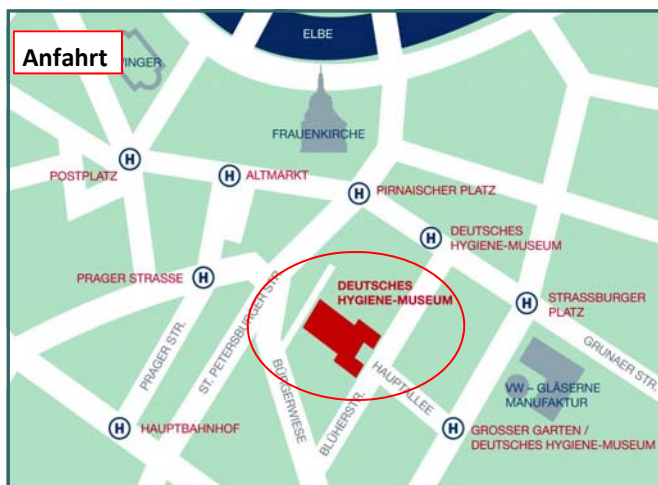 ELBE
Anfahrt
FRAUENKIRCHE
H
POSTPLATZ
H
ALTMARKT
H
PIRNAISCHER PLATZ
H
DEUTSCHES
HYGIENE-MUSEUM
PRAGER STRASSE
H
DEUTSCHES
HYGIENE-MUSEUM
H
STRASSBURGER
PLATZ
PRAGER STR.
ST. PETERSBURGER STR.
BÜRGERWIESE
BLÜHERSTR.
HAUPTALLEE
GRUNAER STR.
VW – GLÄSERNE
MANUFAKTUR
H
HAUPTBAHNHOF
H
GROSSER GARTEN /
DEUTSCHES HYGIENE-MUSEUM